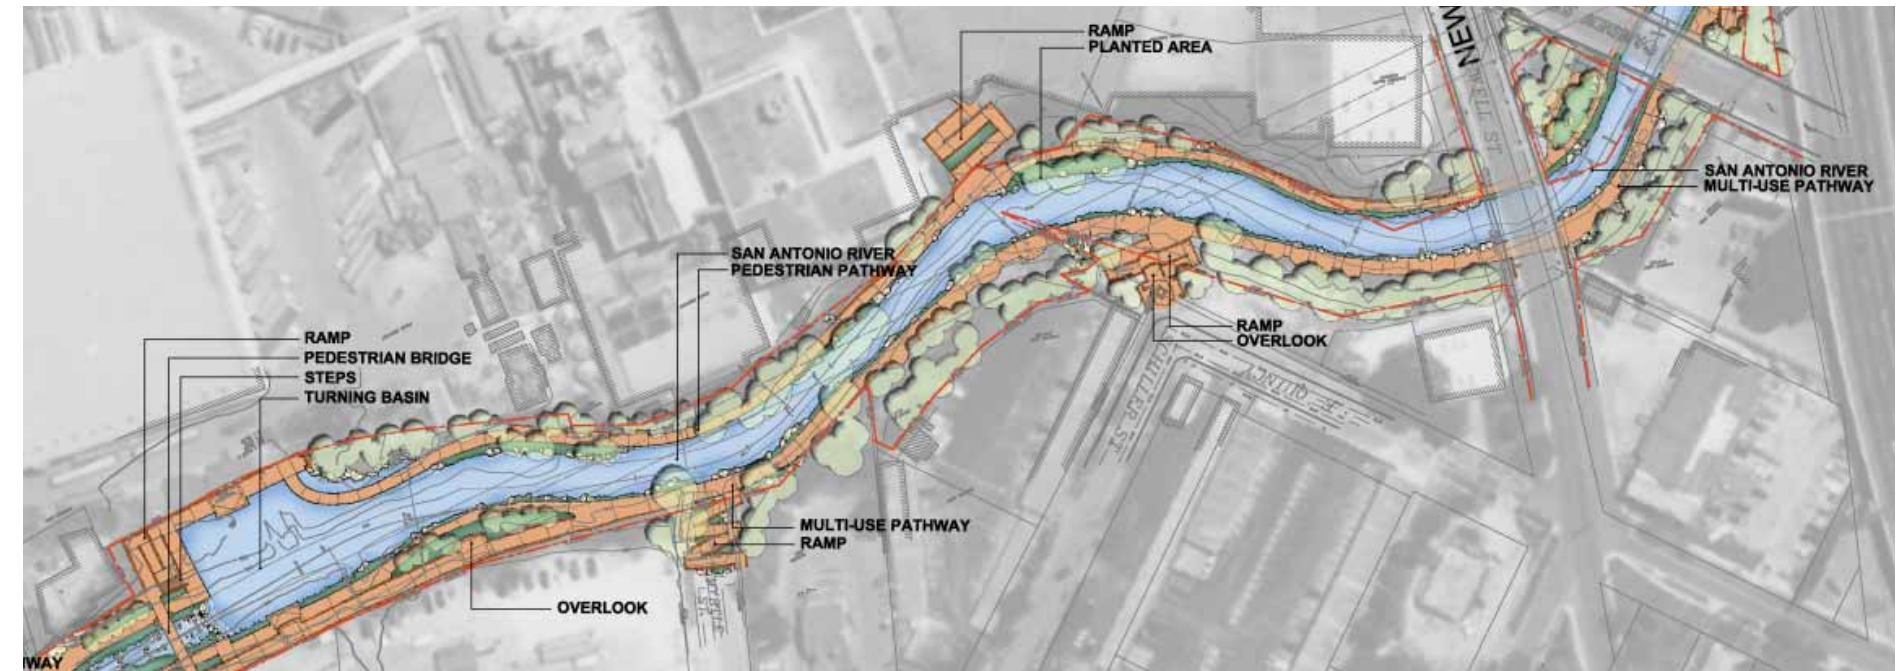 RAMP
PLANTED AREA
NEW
SAN ANTONIO RIVER
MULTI-USE PATHWAY
SAN ANTONIO RIVER
PEDESTRIAN PATHWAY
RAMP
OVERLOOK
RAMP
PEDESTRIAN BRIDGE
STEPS
TURNING BASIN
E. QUINCY
MULTI-USE PATHWAY
RAMP
OVERLOOK
WAY